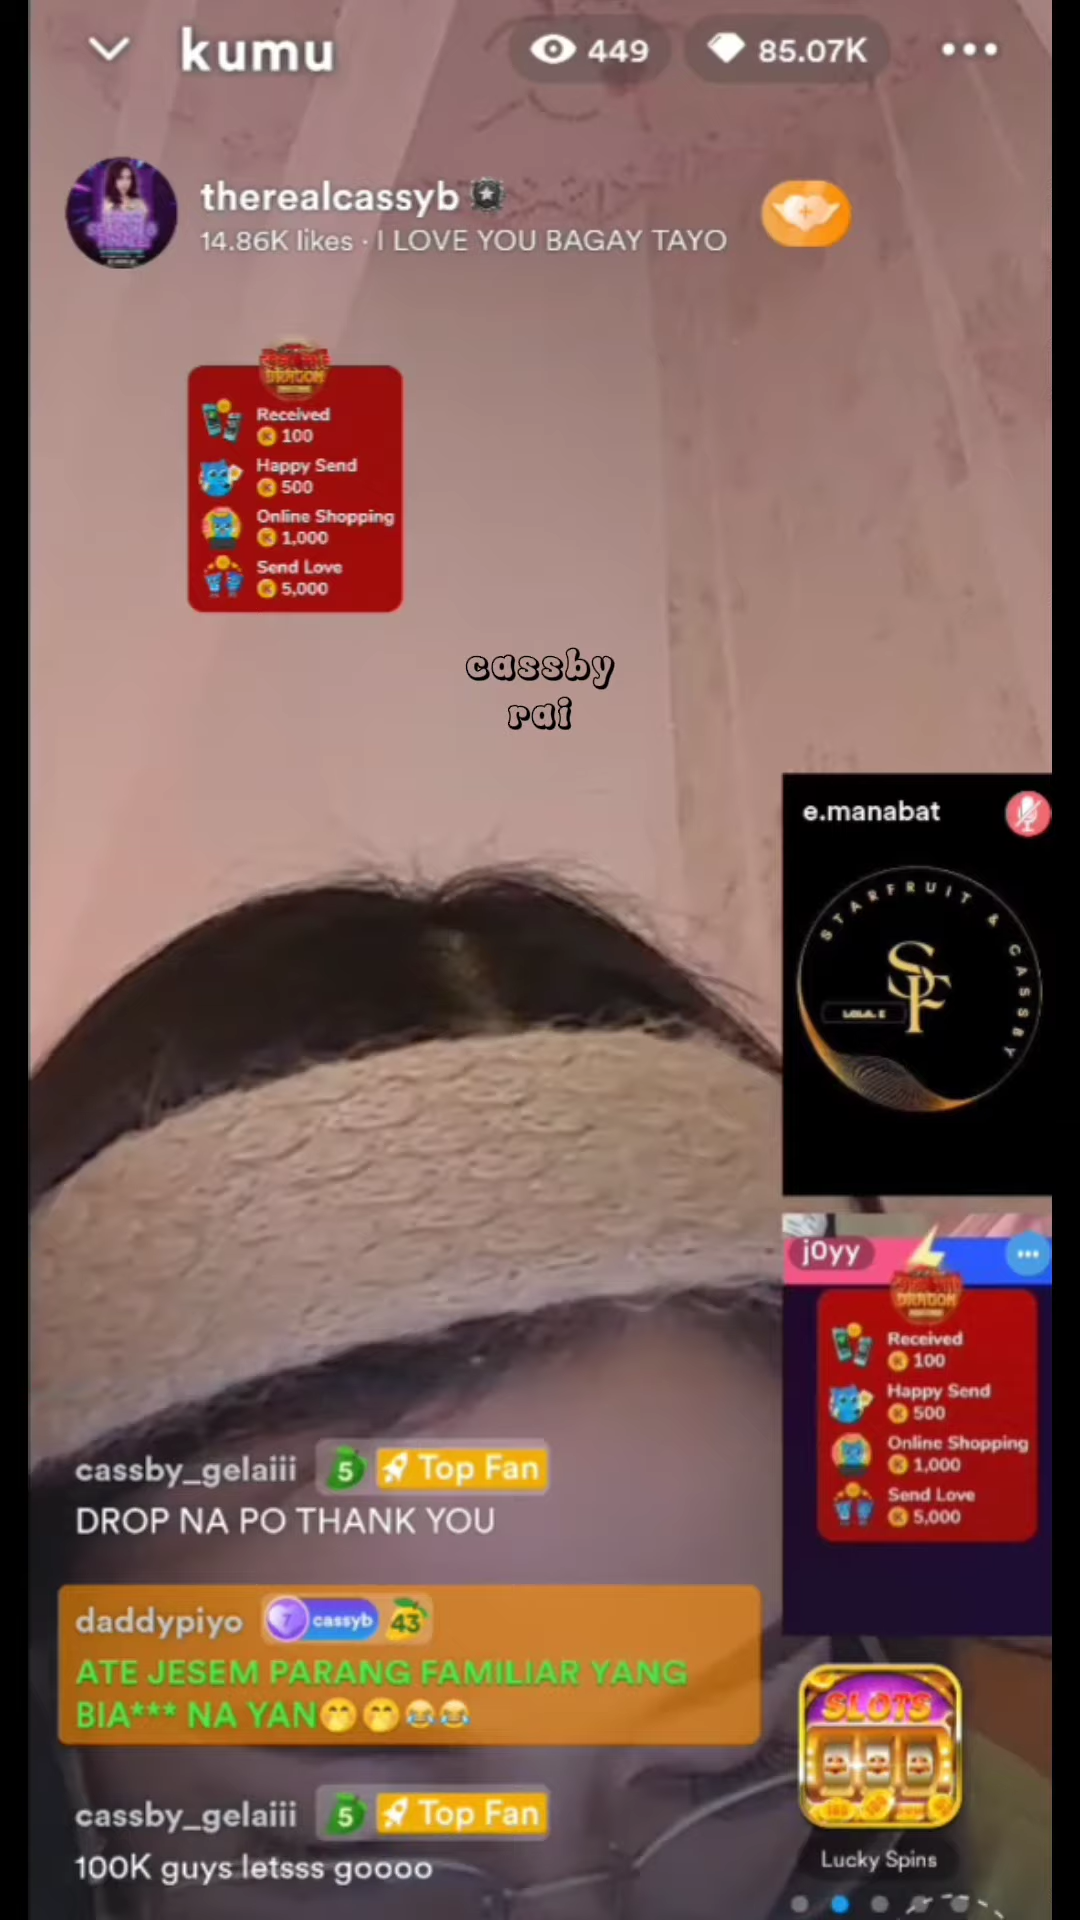 kumu
449
85.07K
therealcassyb
14.86K likes · I LOVE YOU BAGAY TAYO
DRAGON
Received
100
Happy Send
500
Online Shopping
1,000
Send Love
5,000
cassby
rai
e.manabat
STARFRUIT & CASSBY
SF
LOLA. E
j0yy
DRAGON
Received
100
Happy Send
500
Online Shopping
1,000
Send Love
5,000
cassby_gelaiii 5 Top Fan
DROP NA PO THANK YOU
daddypiyo 7 cassyb 43
ATE JESEM PARANG FAMILIAR YANG
BIA*** NA YAN🤭🤭😂😂
cassby_gelaiii 5 Top Fan
100K guys letsss goooo
SLOTS
Lucky Spins